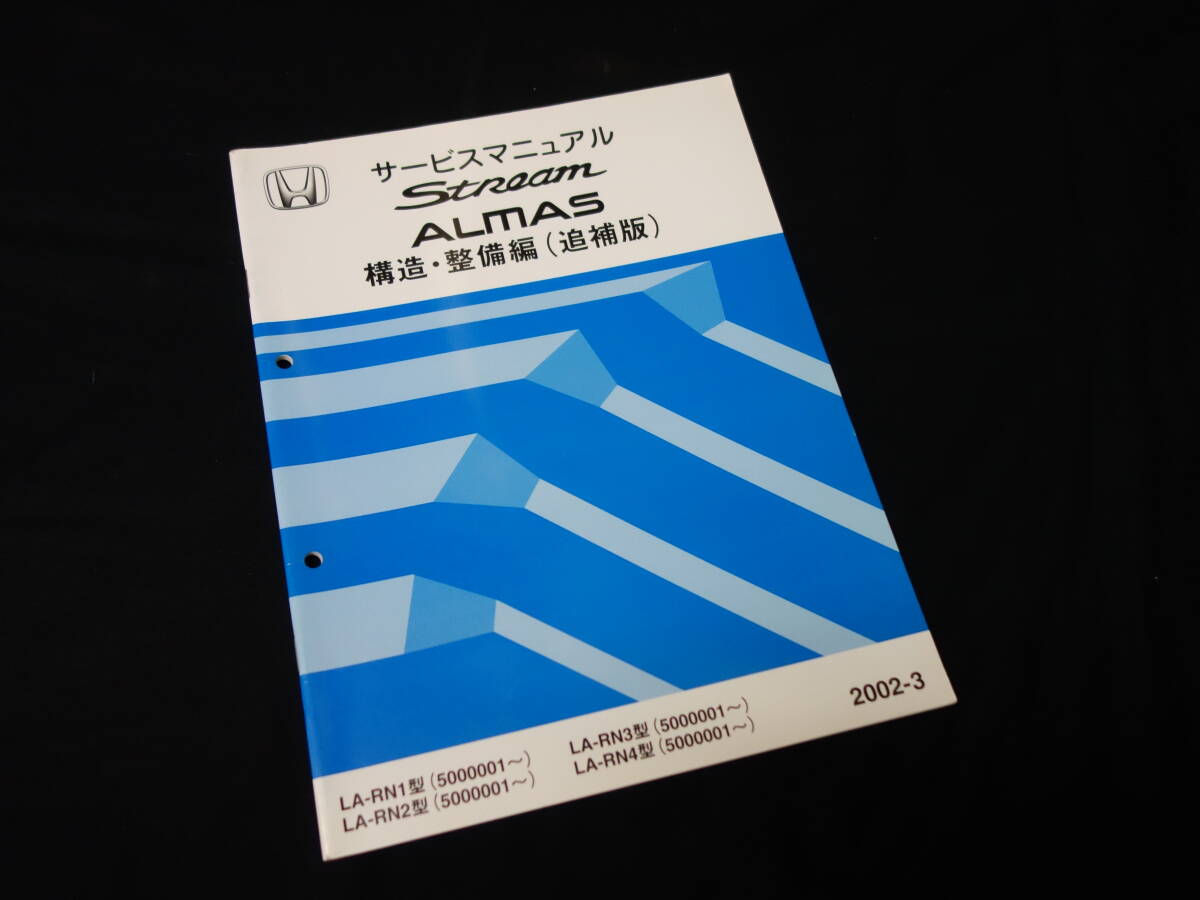 サービスマニュアル
Stream
ALMAS
構造・整備編(追補版)
LA-RN1型(5000001～)
LA-RN2型(5000001～)
LA-RN3型(5000001～)
LA-RN4型(5000001～)
2002-3